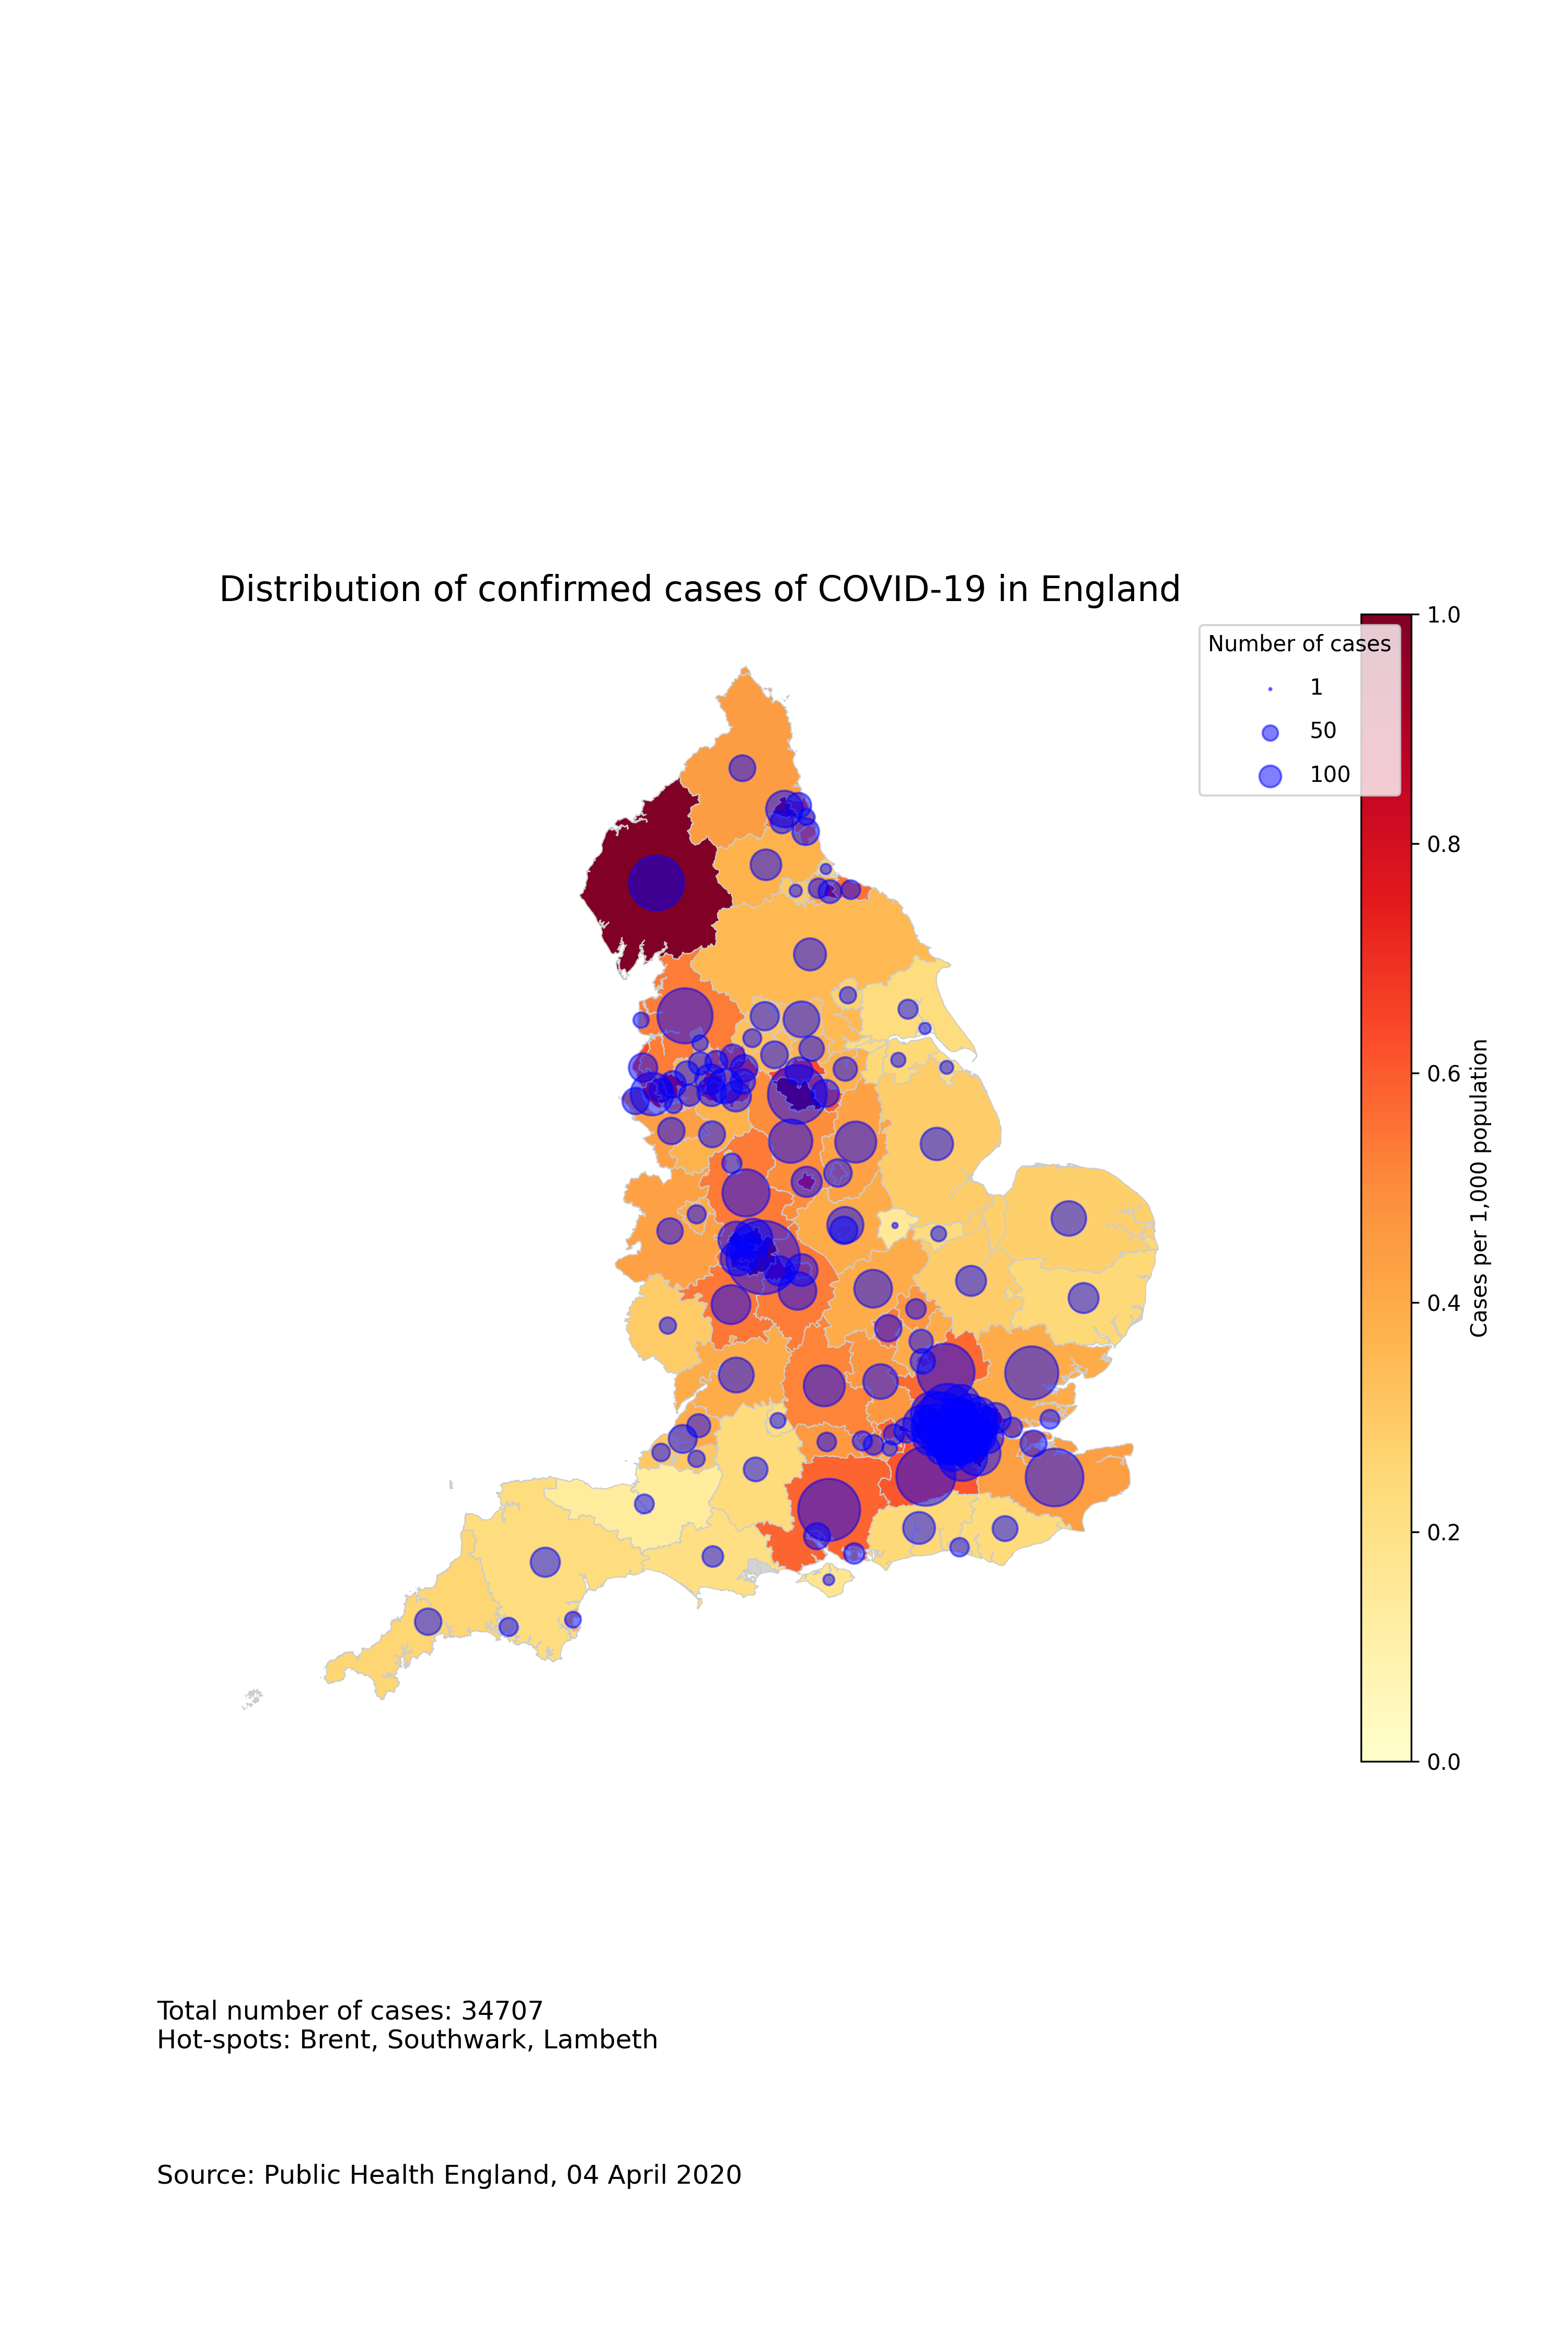 Distribution of confirmed cases of COVID-19 in England
Number of cases
1
50
100
1.0
0.8
0.6
0.4
0.2
0.0
Cases per 1,000 population
Total number of cases: 34707
Hot-spots: Brent, Southwark, Lambeth
Source: Public Health England, 04 April 2020